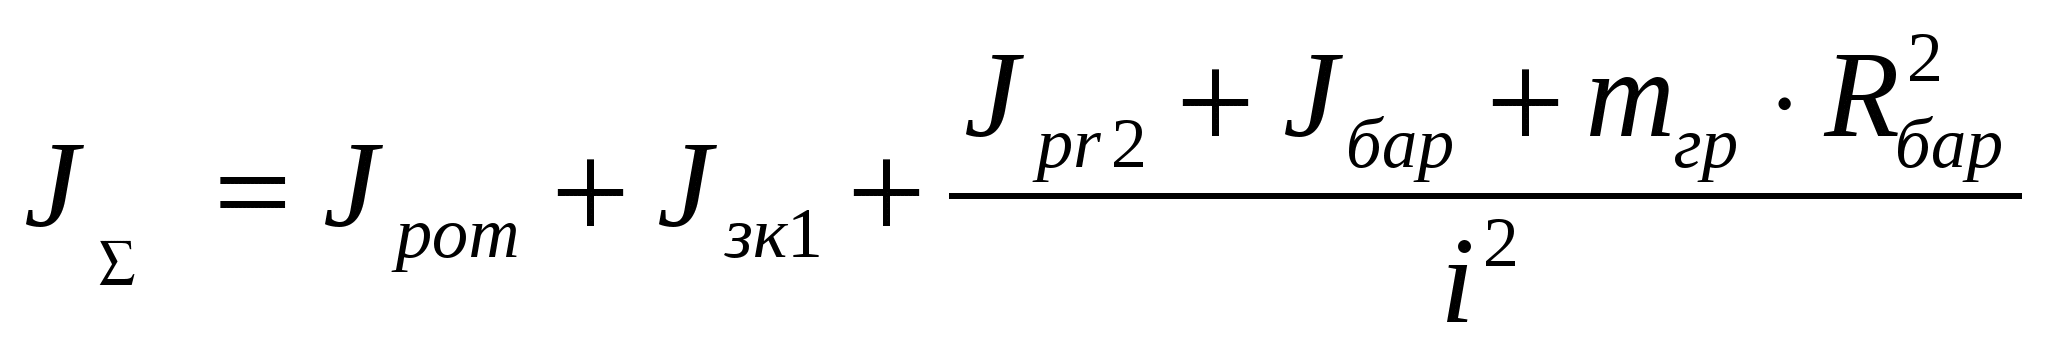 J_Σ = J_рот + J_зк1 + (J_pr2 + J_бар + m_гр · R_бар^2) / i^2